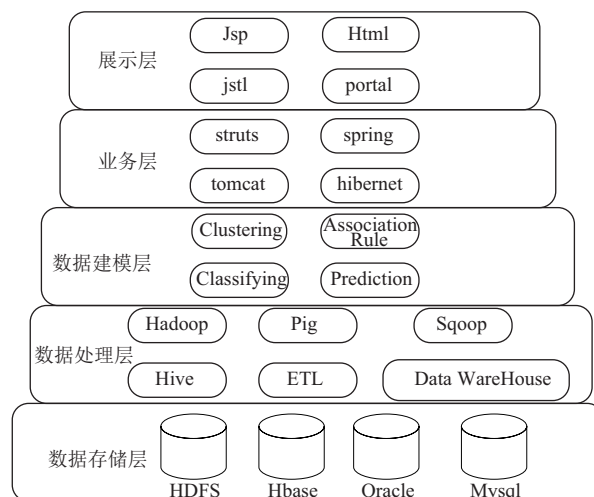 展示层
Jsp
Html
jstl
portal
业务层
struts
spring
tomcat
hibernet
数据建模层
Clustering
Association
Rule
Classifying
Prediction
数据处理层
Hadoop
Pig
Sqoop
Hive
ETL
Data WareHouse
数据存储层
HDFS
Hbase
Oracle
Mysql